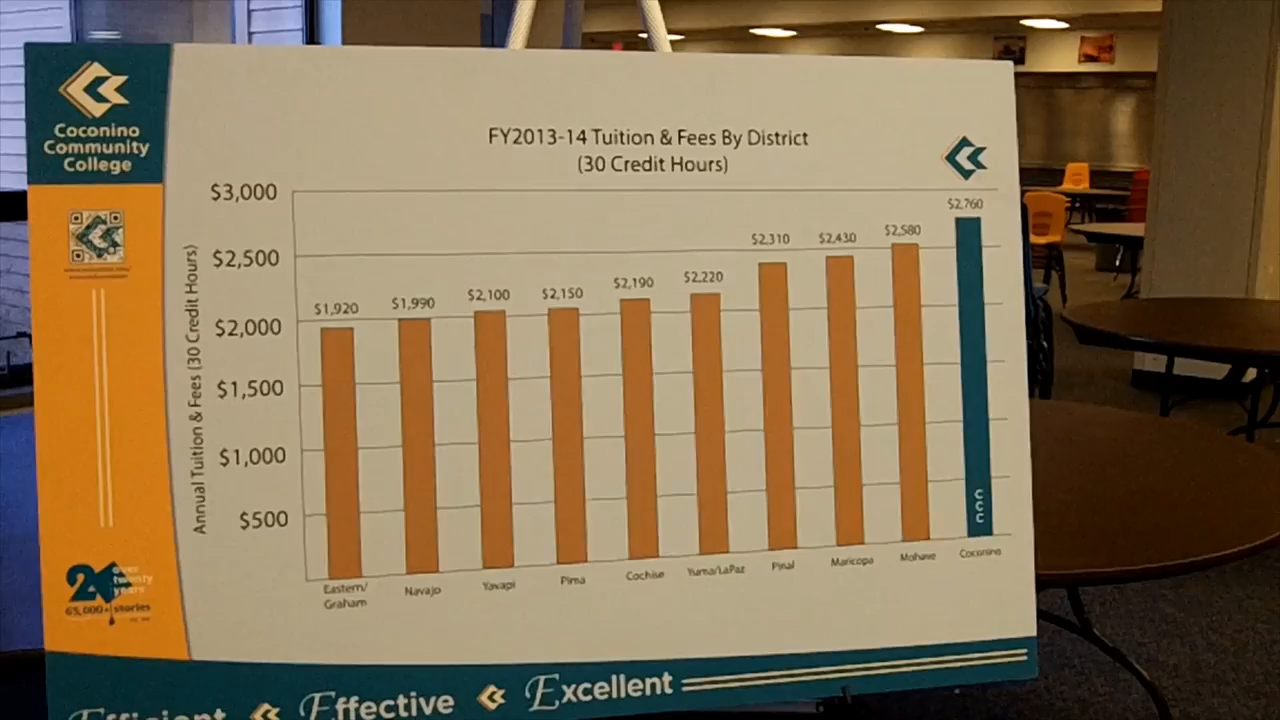 Coconino
Community
College
FY2013-14 Tuition & Fees By District
(30 Credit Hours)
Annual Tuition & Fees (30 Credit Hours)
$3,000
$2,500
$2,000
$1,500
$1,000
$500
$1,920
$1,990
$2,100
$2,150
$2,190
$2,220
$2,310
$2,430
$2,580
$2,760
CCC
Eastern/
Graham
Navajo
Yavapi
Pima
Cochise
Yuma/LaPaz
Pinal
Maricopa
Mohave
Coconino
over
twenty
years
65,000+ stories
Efficient Effective Excellent